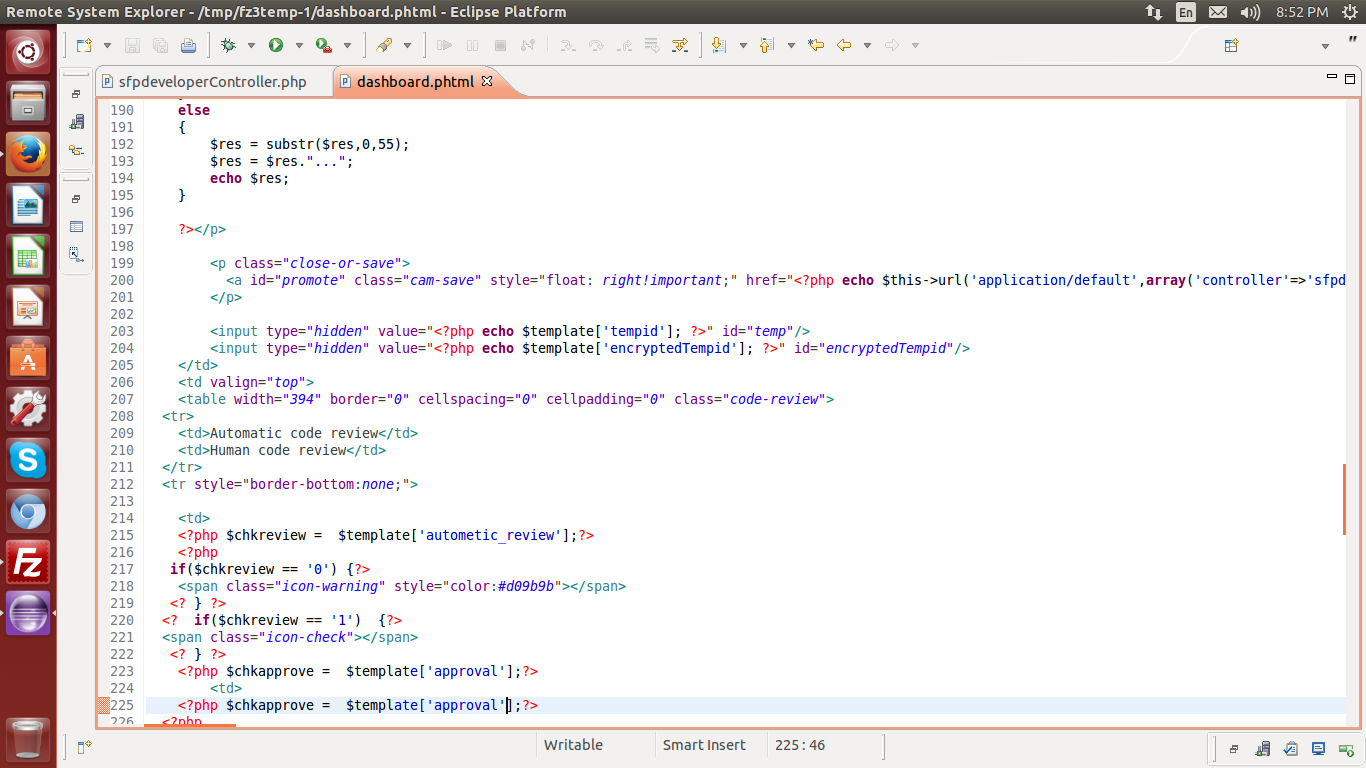 Remote System Explorer - /tmp/fz3temp-1/dashboard.phtml - Eclipse Platform
En
8:52 PM
sfpdeveloperController.php
dashboard.phtml
190 else
191 {
192 $res = substr($res,0,55);
193 $res = $res."...";
194 echo $res;
195 }
196
197 ?></p>
198
199 <p class="close-or-save">
200 <a id="promote" class="cam-save" style="float: right!important;" href="<?php echo $this->url('application/default',array('controller'=>'sfpd
201 </p>
202
203 <input type="hidden" value="<?php echo $template['tempid']; ?>" id="temp"/>
204 <input type="hidden" value="<?php echo $template['encryptedTempid']; ?>" id="encryptedTempid"/>
205 </td>
206 <td valign="top">
207 <table width="394" border="0" cellspacing="0" cellpadding="0" class="code-review">
208 <tr>
209 <td>Automatic code review</td>
210 <td>Human code review</td>
211 </tr>
212 <tr style="border-bottom:none;">
213
214 <td>
215 <?php $chkreview = $template['autometic_review'];?>
216 <?php
217 if($chkreview == '0') {?>
218 <span class="icon-warning" style="color:#d09b9b"></span>
219 <? } ?>
220 <? if($chkreview == '1') {?>
221 <span class="icon-check"></span>
222 <? } ?>
223 <?php $chkapprove = $template['approval'];?>
224 <td>
225 <?php $chkapprove = $template['approval'];?>
226 <?php
Writable
Smart Insert
225 : 46